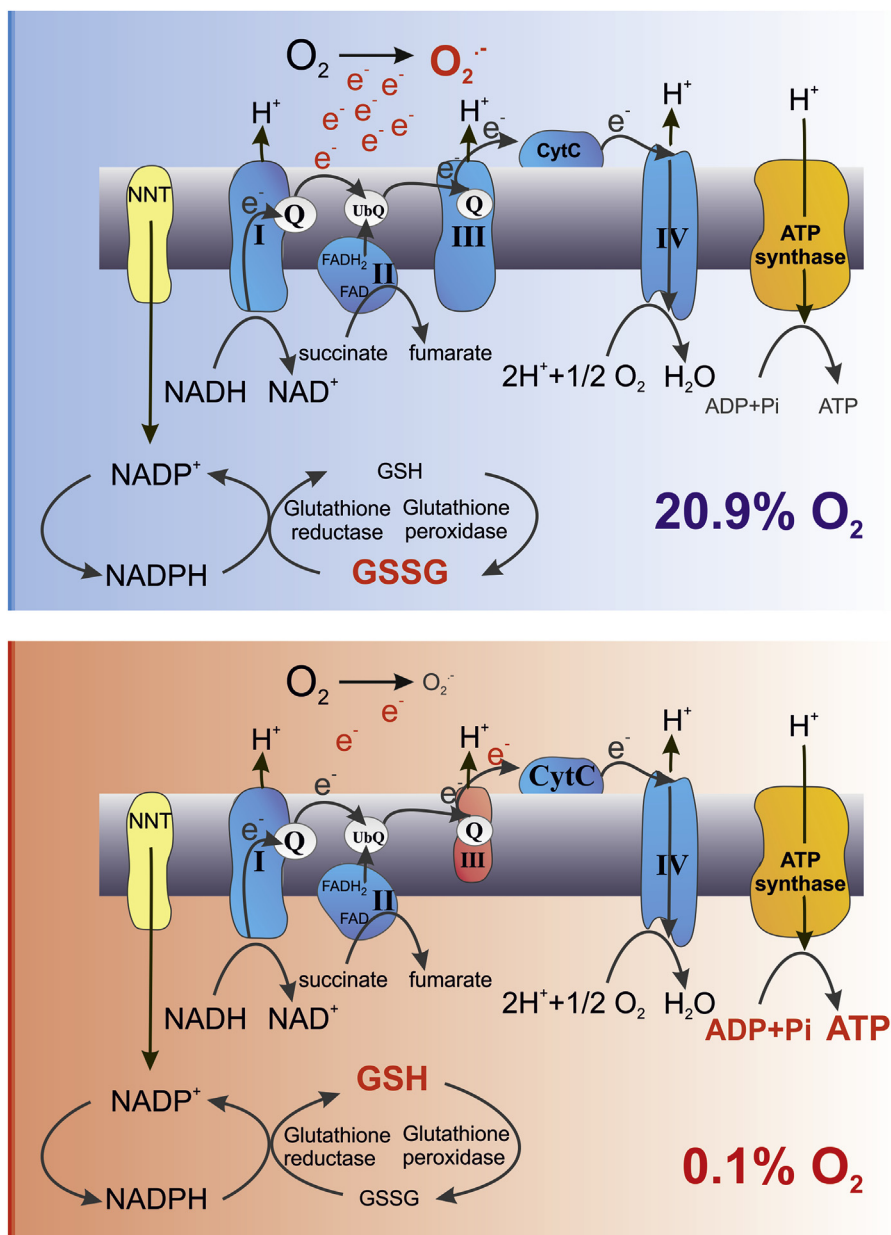 O₂ O₂·⁻
e⁻ e⁻
e⁻ e⁻ e⁻
e⁻
e⁻
H⁺ H⁺ e⁻ e⁻ H⁺ H⁺
CytC
NNT e⁻ Q UbQ e⁻ Q
I III IV ATP
synthase
FADH₂
FAD II
succinate fumarate
NADH NAD⁺ 2H⁺+1/2 O₂ H₂O
ADP+Pi ATP
NADP⁺ GSH
Glutathione Glutathione
reductase peroxidase
20.9% O₂
NADPH GSSG
O₂ O₂·⁻
e⁻
e⁻
H⁺ H⁺ e⁻ e⁻ H⁺ H⁺
e⁻ CytC
NNT e⁻ Q UbQ e⁻ Q
I III IV ATP
synthase
FADH₂
FAD II
succinate fumarate
NADH NAD⁺ 2H⁺+1/2 O₂ H₂O
ADP+Pi ATP
NADP⁺ GSH
Glutathione Glutathione
reductase peroxidase
0.1% O₂
NADPH GSSG